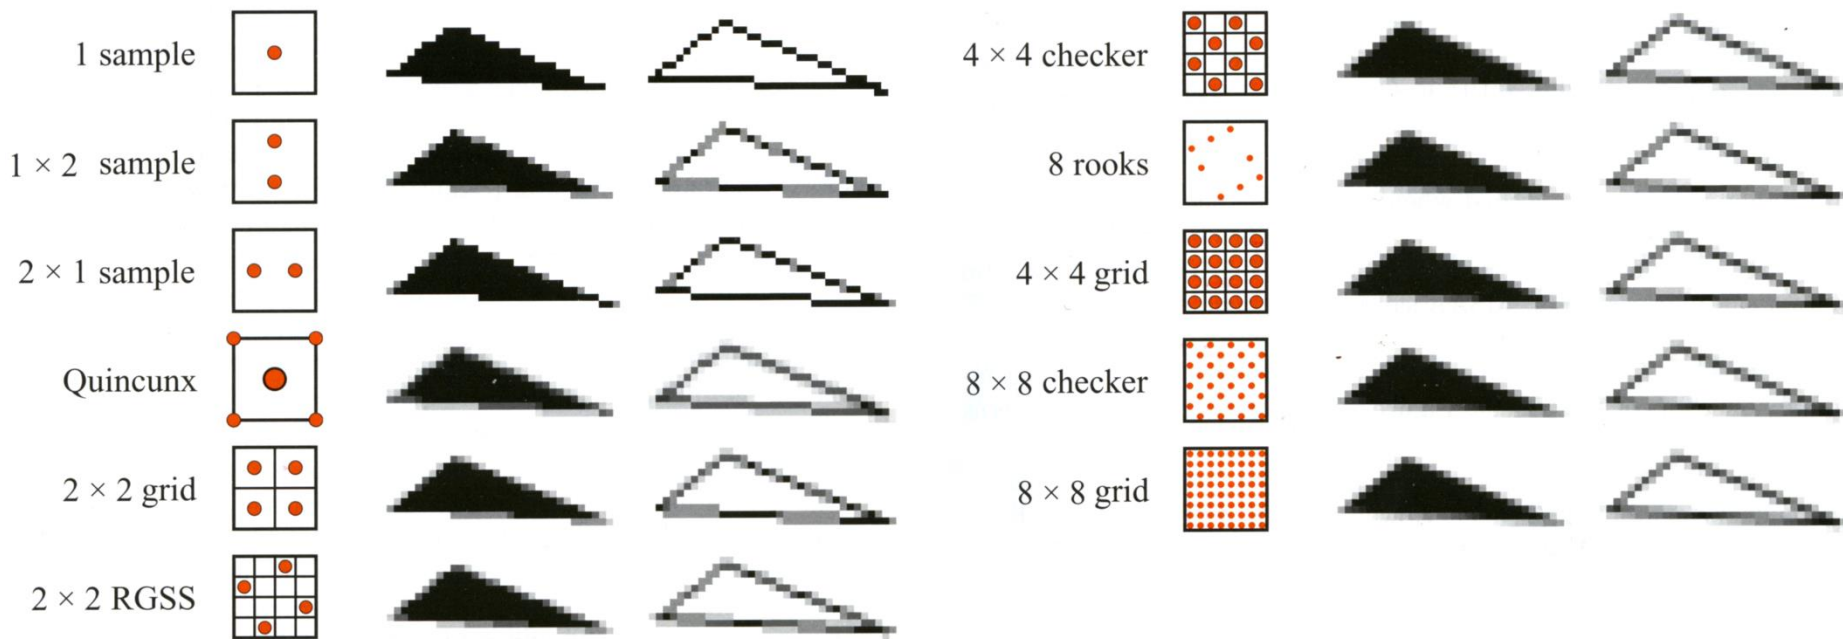 1 sample
1 × 2 sample
2 × 1 sample
Quincunx
2 × 2 grid
2 × 2 RGSS
4 × 4 checker
8 rooks
4 × 4 grid
8 × 8 checker
8 × 8 grid